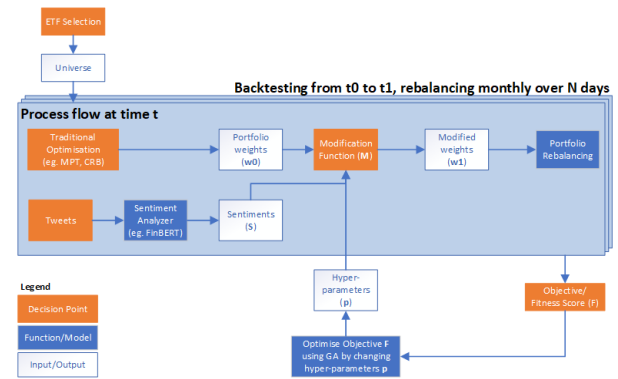 ETF Selection
Universe
Backtesting from t0 to t1, rebalancing monthly over N days
Process flow at time t
Traditional
Optimisation
(eg. MPT, CRB)
Portfolio
weights
(w0)
Modification
Function (M)
Modified
weights
(w1)
Portfolio
Rebalancing
Tweets
Sentiment
Analyzer
(eg. FinBERT)
Sentiments
(S)
Hyper-
parameters
(p)
Objective/
Fitness Score (F)
Optimise Objective F
using GA by changing
hyper-parameters p
Legend
Decision Point
Function/Model
Input/Output